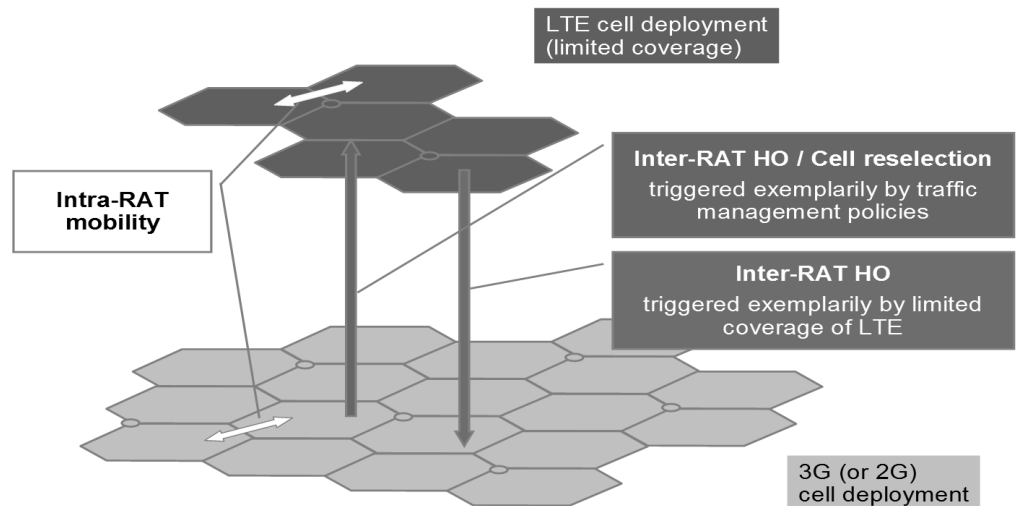 LTE cell deployment
(limited coverage)
Inter-RAT HO / Cell reselection
triggered exemplarily by traffic
management policies
Intra-RAT
mobility
Inter-RAT HO
triggered exemplarily by limited
coverage of LTE
3G (or 2G)
cell deployment